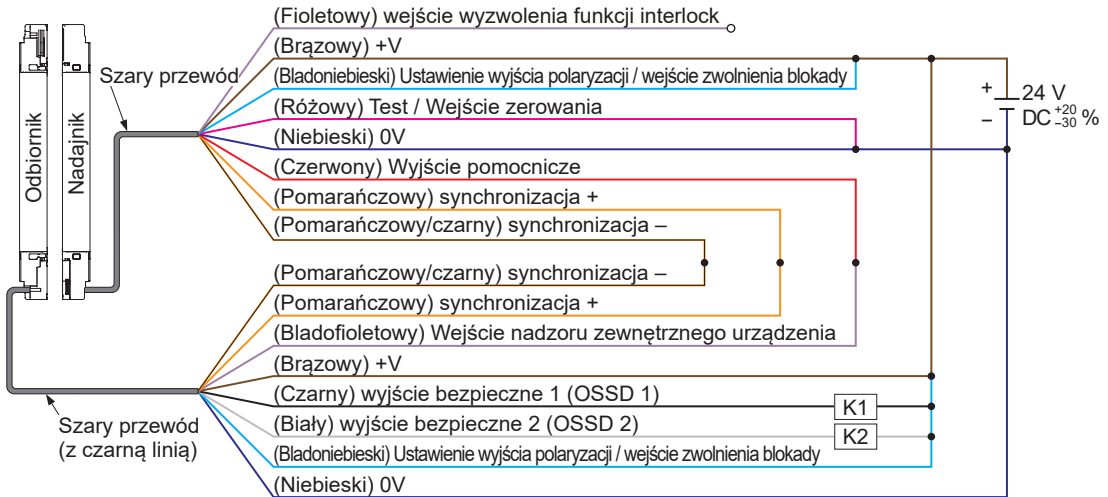 (Fioletowy) wejście wyzwolenia funkcji interlock
(Brązowy) +V
Szary przewód
(Bladoniebieski) Ustawienie wyjścia polaryzacji / wejście zwolnienia blokady
(Różowy) Test / Wejście zerowania
(Niebieski) 0V
(Czerwony) Wyjście pomocnicze
(Pomarańczowy) synchronizacja +
(Pomarańczowy/czarny) synchronizacja –
Odbiornik
Nadajnik
+ 24 V
– DC +20 –30 %
(Pomarańczowy/czarny) synchronizacja –
(Pomarańczowy) synchronizacja +
(Bladofioletowy) Wejście nadzoru zewnętrznego urządzenia
(Brązowy) +V
(Czarny) wyjście bezpieczne 1 (OSSD 1)
K1
(Biały) wyjście bezpieczne 2 (OSSD 2)
K2
Szary przewód
(z czarną linią)
(Bladoniebieski) Ustawienie wyjścia polaryzacji / wejście zwolnienia blokady
(Niebieski) 0V